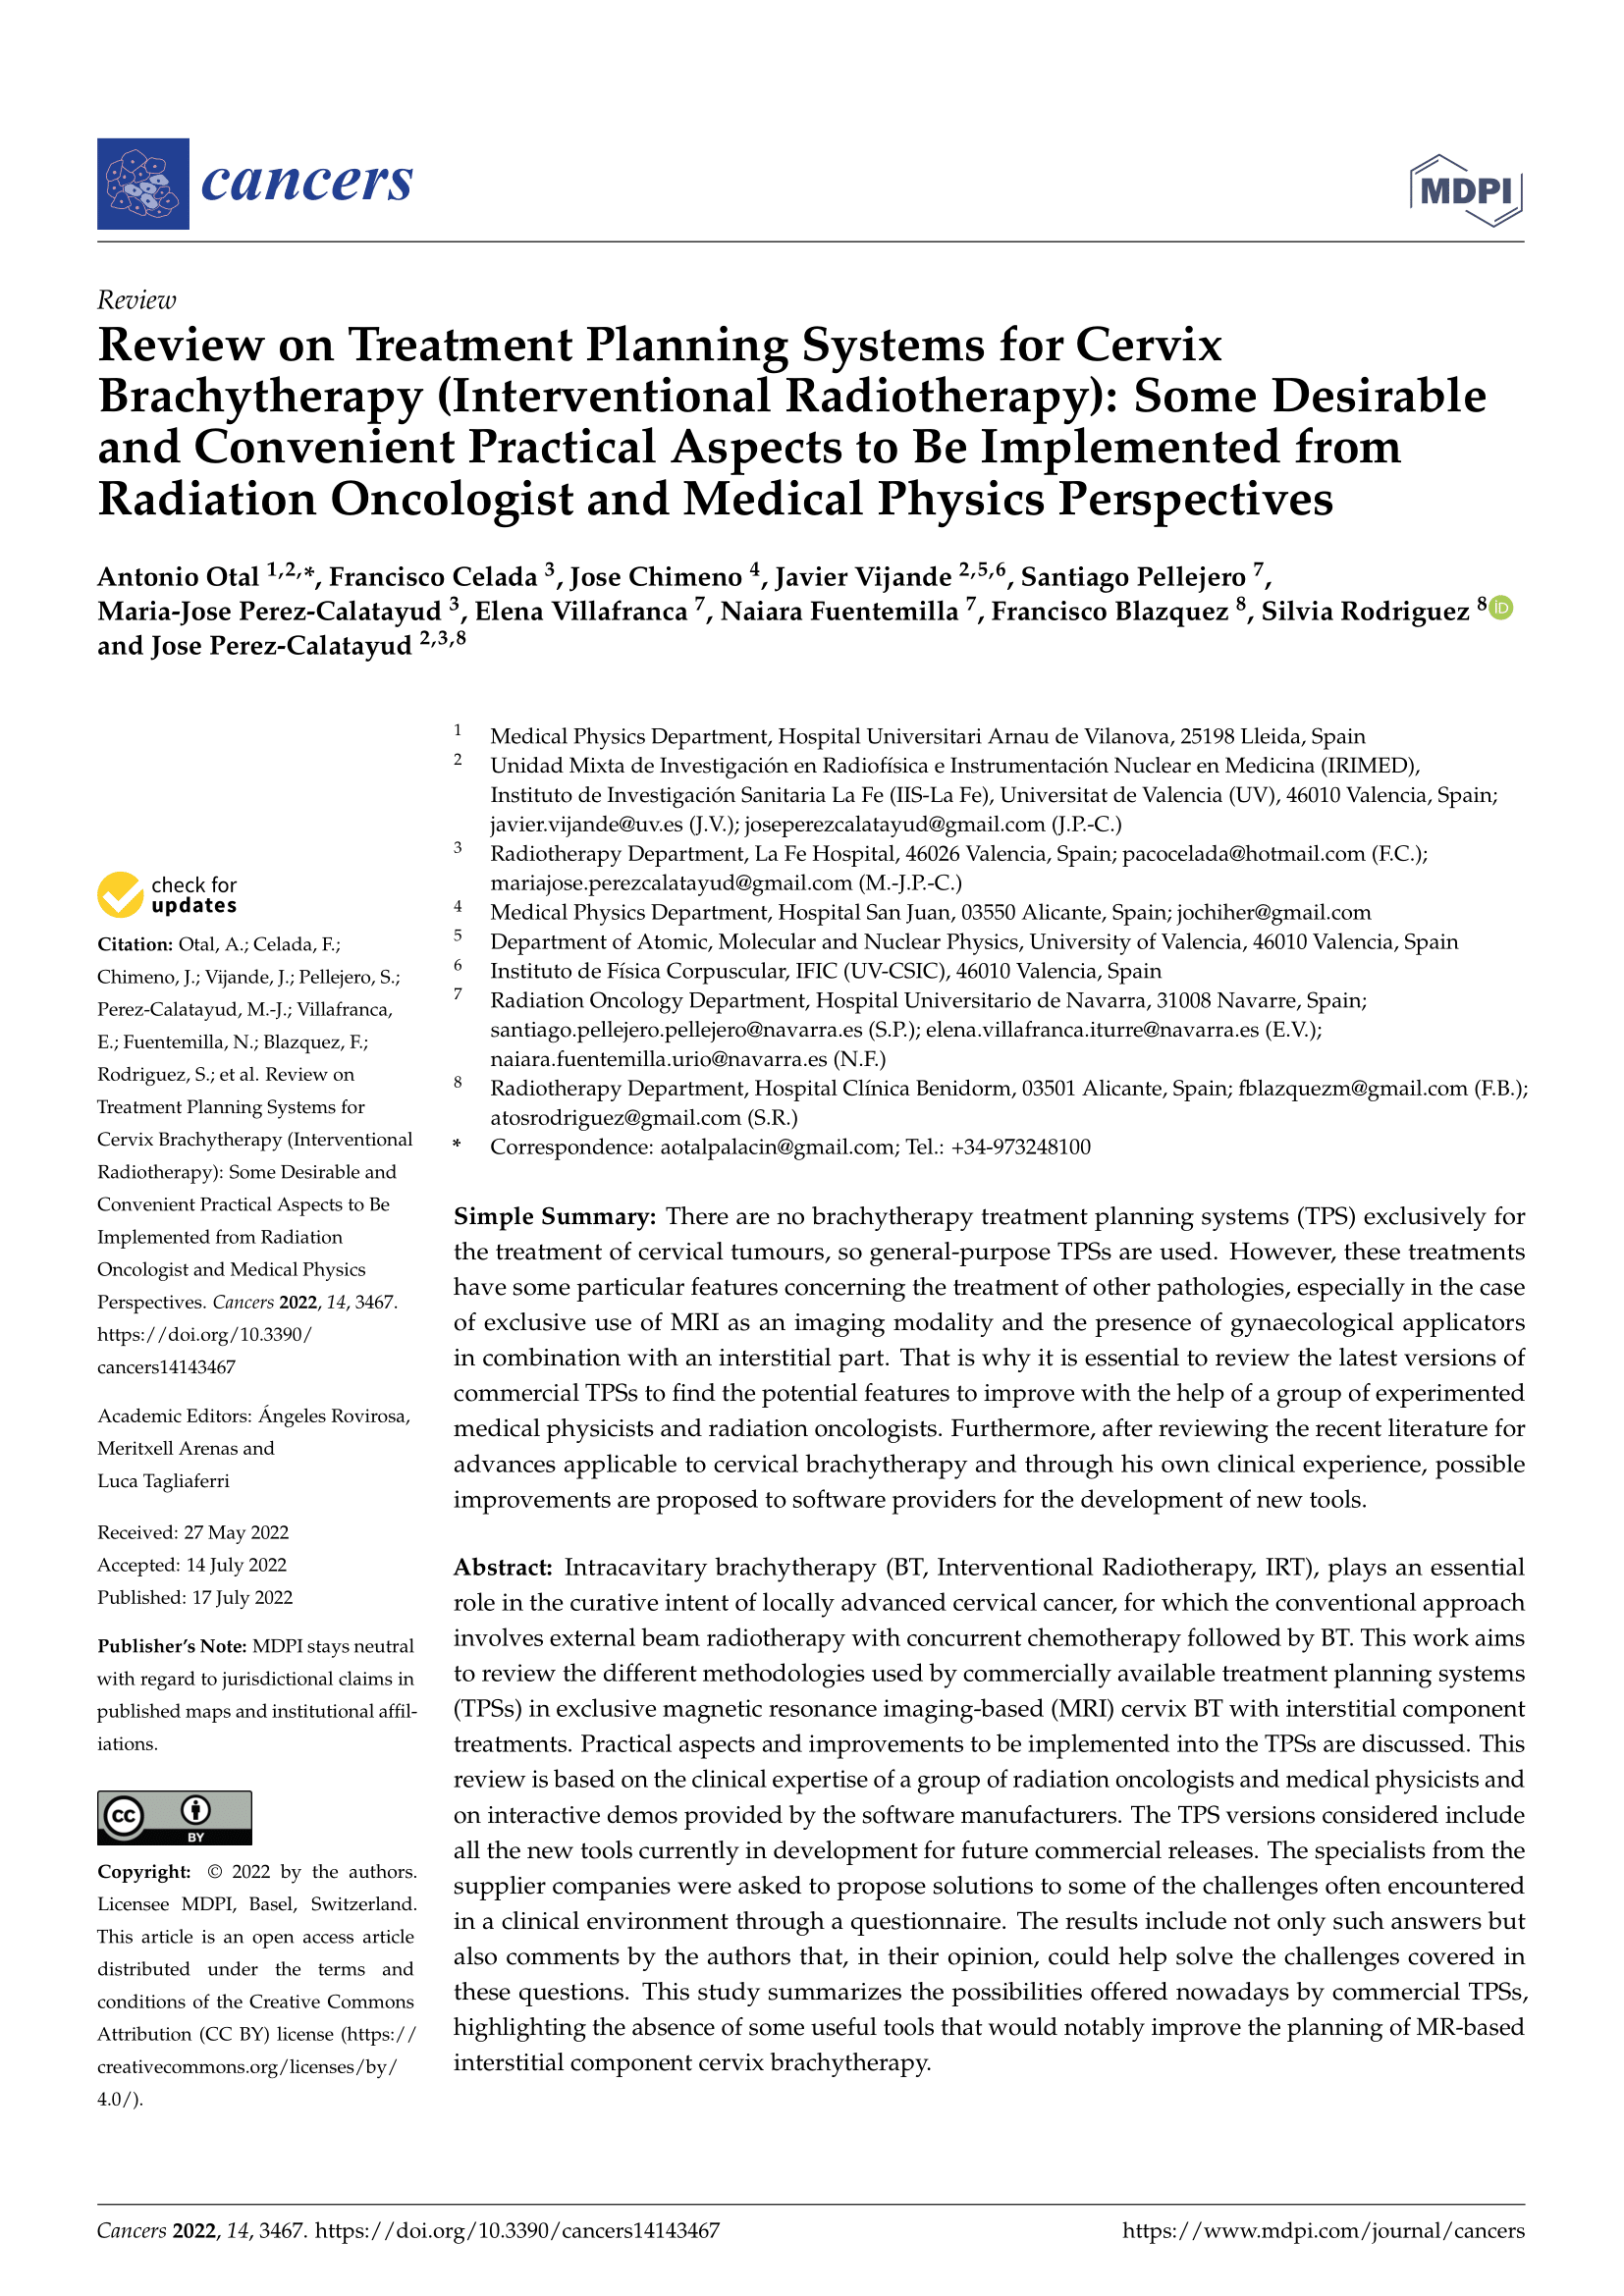 cancers
MDPI
Review
Review on Treatment Planning Systems for Cervix
Brachytherapy (Interventional Radiotherapy): Some Desirable
and Convenient Practical Aspects to Be Implemented from
Radiation Oncologist and Medical Physics Perspectives
Antonio Otal 1,2,*, Francisco Celada 3, Jose Chimeno 4, Javier Vijande 2,5,6, Santiago Pellejero 7,
Maria-Jose Perez-Calatayud 3, Elena Villafranca 7, Naiara Fuentemilla 7, Francisco Blazquez 8, Silvia Rodriguez 8 iD
and Jose Perez-Calatayud 2,3,8
1 Medical Physics Department, Hospital Universitari Arnau de Vilanova, 25198 Lleida, Spain
2 Unidad Mixta de Investigación en Radiofísica e Instrumentación Nuclear en Medicina (IRIMED),
Instituto de Investigación Sanitaria La Fe (IIS-La Fe), Universitat de Valencia (UV), 46010 Valencia, Spain;
javier.vijande@uv.es (J.V.); joseperezcalatayud@gmail.com (J.P.-C.)
3 Radiotherapy Department, La Fe Hospital, 46026 Valencia, Spain; pacocelada@hotmail.com (F.C.);
mariajose.perezcalatayud@gmail.com (M.-J.P.-C.)
4 Medical Physics Department, Hospital San Juan, 03550 Alicante, Spain; jochiher@gmail.com
5 Department of Atomic, Molecular and Nuclear Physics, University of Valencia, 46010 Valencia, Spain
6 Instituto de Física Corpuscular, IFIC (UV-CSIC), 46010 Valencia, Spain
7 Radiation Oncology Department, Hospital Universitario de Navarra, 31008 Navarre, Spain;
santiago.pellejero.pellejero@navarra.es (S.P.); elena.villafranca.iturre@navarra.es (E.V.);
naiara.fuentemilla.urio@navarra.es (N.F.)
8 Radiotherapy Department, Hospital Clínica Benidorm, 03501 Alicante, Spain; fblazquezm@gmail.com (F.B.);
atosrodriguez@gmail.com (S.R.)
* Correspondence: aotalpalacin@gmail.com; Tel.: +34-973248100
check for
updates
Citation: Otal, A.; Celada, F.;
Chimeno, J.; Vijande, J.; Pellejero, S.;
Perez-Calatayud, M.-J.; Villafranca,
E.; Fuentemilla, N.; Blazquez, F.;
Rodriguez, S.; et al. Review on
Treatment Planning Systems for
Cervix Brachytherapy (Interventional
Radiotherapy): Some Desirable and
Convenient Practical Aspects to Be
Implemented from Radiation
Oncologist and Medical Physics
Perspectives. Cancers 2022, 14, 3467.
https://doi.org/10.3390/
cancers14143467
Academic Editors: Ángeles Rovirosa,
Meritxell Arenas and
Luca Tagliaferri
Received: 27 May 2022
Accepted: 14 July 2022
Published: 17 July 2022
Publisher's Note: MDPI stays neutral
with regard to jurisdictional claims in
published maps and institutional affil-
iations.
cc
BY
Copyright: © 2022 by the authors.
Licensee MDPI, Basel, Switzerland.
This article is an open access article
distributed under the terms and
conditions of the Creative Commons
Attribution (CC BY) license (https://
creativecommons.org/licenses/by/
4.0/).
Simple Summary: There are no brachytherapy treatment planning systems (TPS) exclusively for
the treatment of cervical tumours, so general-purpose TPSs are used. However, these treatments
have some particular features concerning the treatment of other pathologies, especially in the case
of exclusive use of MRI as an imaging modality and the presence of gynaecological applicators
in combination with an interstitial part. That is why it is essential to review the latest versions of
commercial TPSs to find the potential features to improve with the help of a group of experimented
medical physicists and radiation oncologists. Furthermore, after reviewing the recent literature for
advances applicable to cervical brachytherapy and through his own clinical experience, possible
improvements are proposed to software providers for the development of new tools.
Abstract: Intracavitary brachytherapy (BT, Interventional Radiotherapy, IRT), plays an essential
role in the curative intent of locally advanced cervical cancer, for which the conventional approach
involves external beam radiotherapy with concurrent chemotherapy followed by BT. This work aims
to review the different methodologies used by commercially available treatment planning systems
(TPSs) in exclusive magnetic resonance imaging-based (MRI) cervix BT with interstitial component
treatments. Practical aspects and improvements to be implemented into the TPSs are discussed. This
review is based on the clinical expertise of a group of radiation oncologists and medical physicists and
on interactive demos provided by the software manufacturers. The TPS versions considered include
all the new tools currently in development for future commercial releases. The specialists from the
supplier companies were asked to propose solutions to some of the challenges often encountered
in a clinical environment through a questionnaire. The results include not only such answers but
also comments by the authors that, in their opinion, could help solve the challenges covered in
these questions. This study summarizes the possibilities offered nowadays by commercial TPSs,
highlighting the absence of some useful tools that would notably improve the planning of MR-based
interstitial component cervix brachytherapy.
Cancers 2022, 14, 3467. https://doi.org/10.3390/cancers14143467
https://www.mdpi.com/journal/cancers